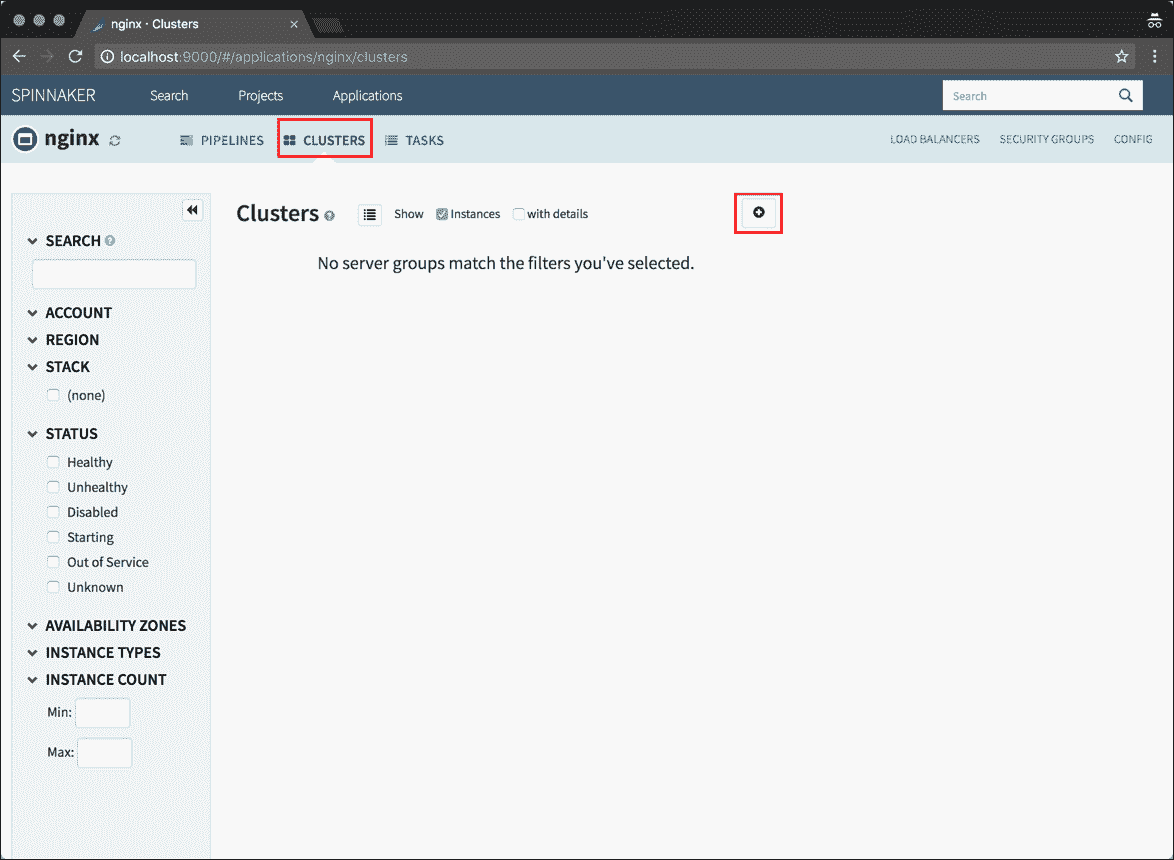 nginx · Clusters
localhost:9000/#/applications/nginx/clusters
SPINNAKER Search Projects Applications Search
nginx PIPELINES CLUSTERS TASKS LOAD BALANCERS SECURITY GROUPS CONFIG
Clusters Show Instances with details
No server groups match the filters you've selected.
SEARCH
ACCOUNT
REGION
STACK
(none)
STATUS
Healthy
Unhealthy
Disabled
Starting
Out of Service
Unknown
AVAILABILITY ZONES
INSTANCE TYPES
INSTANCE COUNT
Min:
Max: